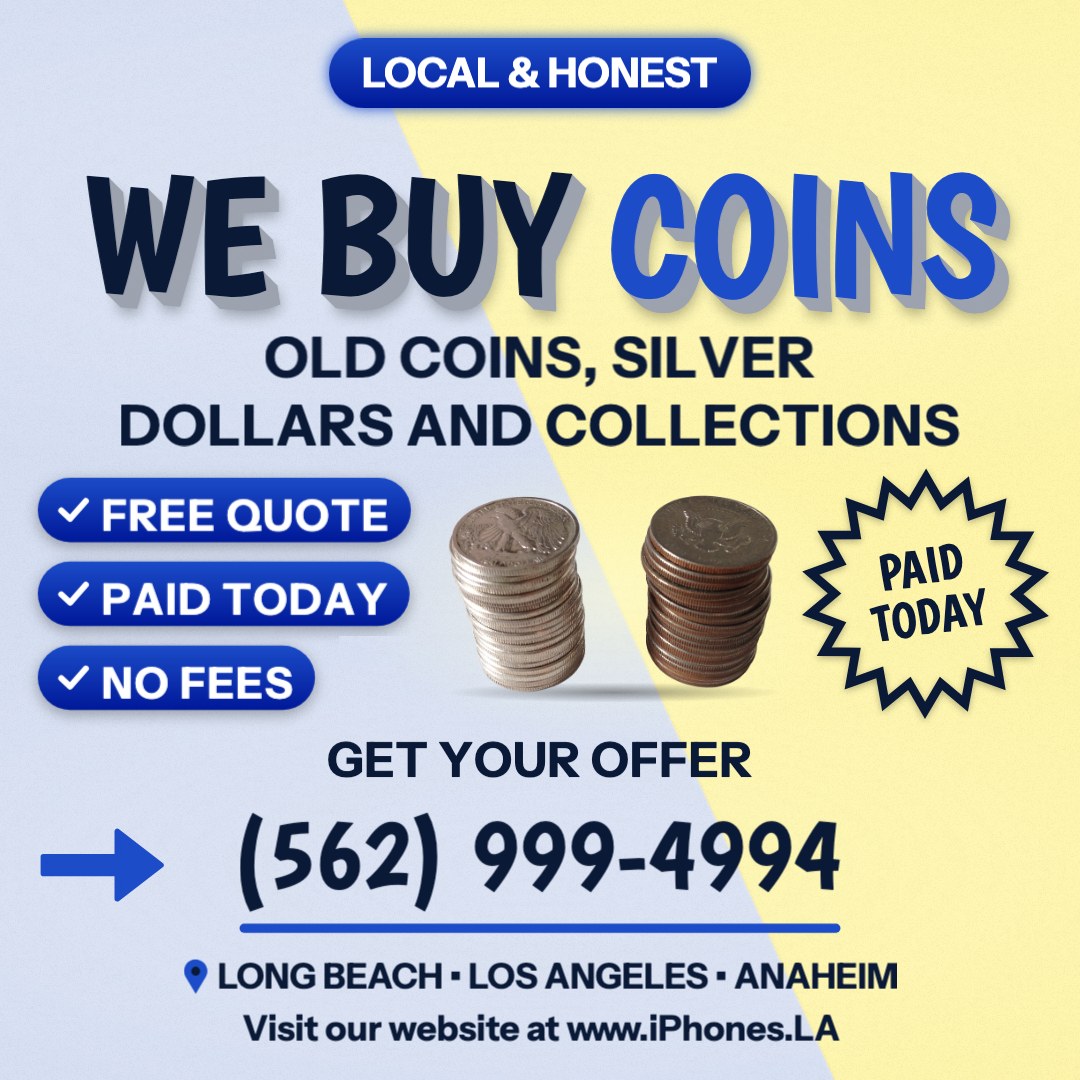 LOCAL & HONEST
WE BUY COINS
OLD COINS, SILVER
DOLLARS AND COLLECTIONS
FREE QUOTE
PAID TODAY
NO FEES
PAID
TODAY
GET YOUR OFFER
(562) 999-4994
LONG BEACH ▪ LOS ANGELES ▪ ANAHEIM
Visit our website at www.iPhones.LA